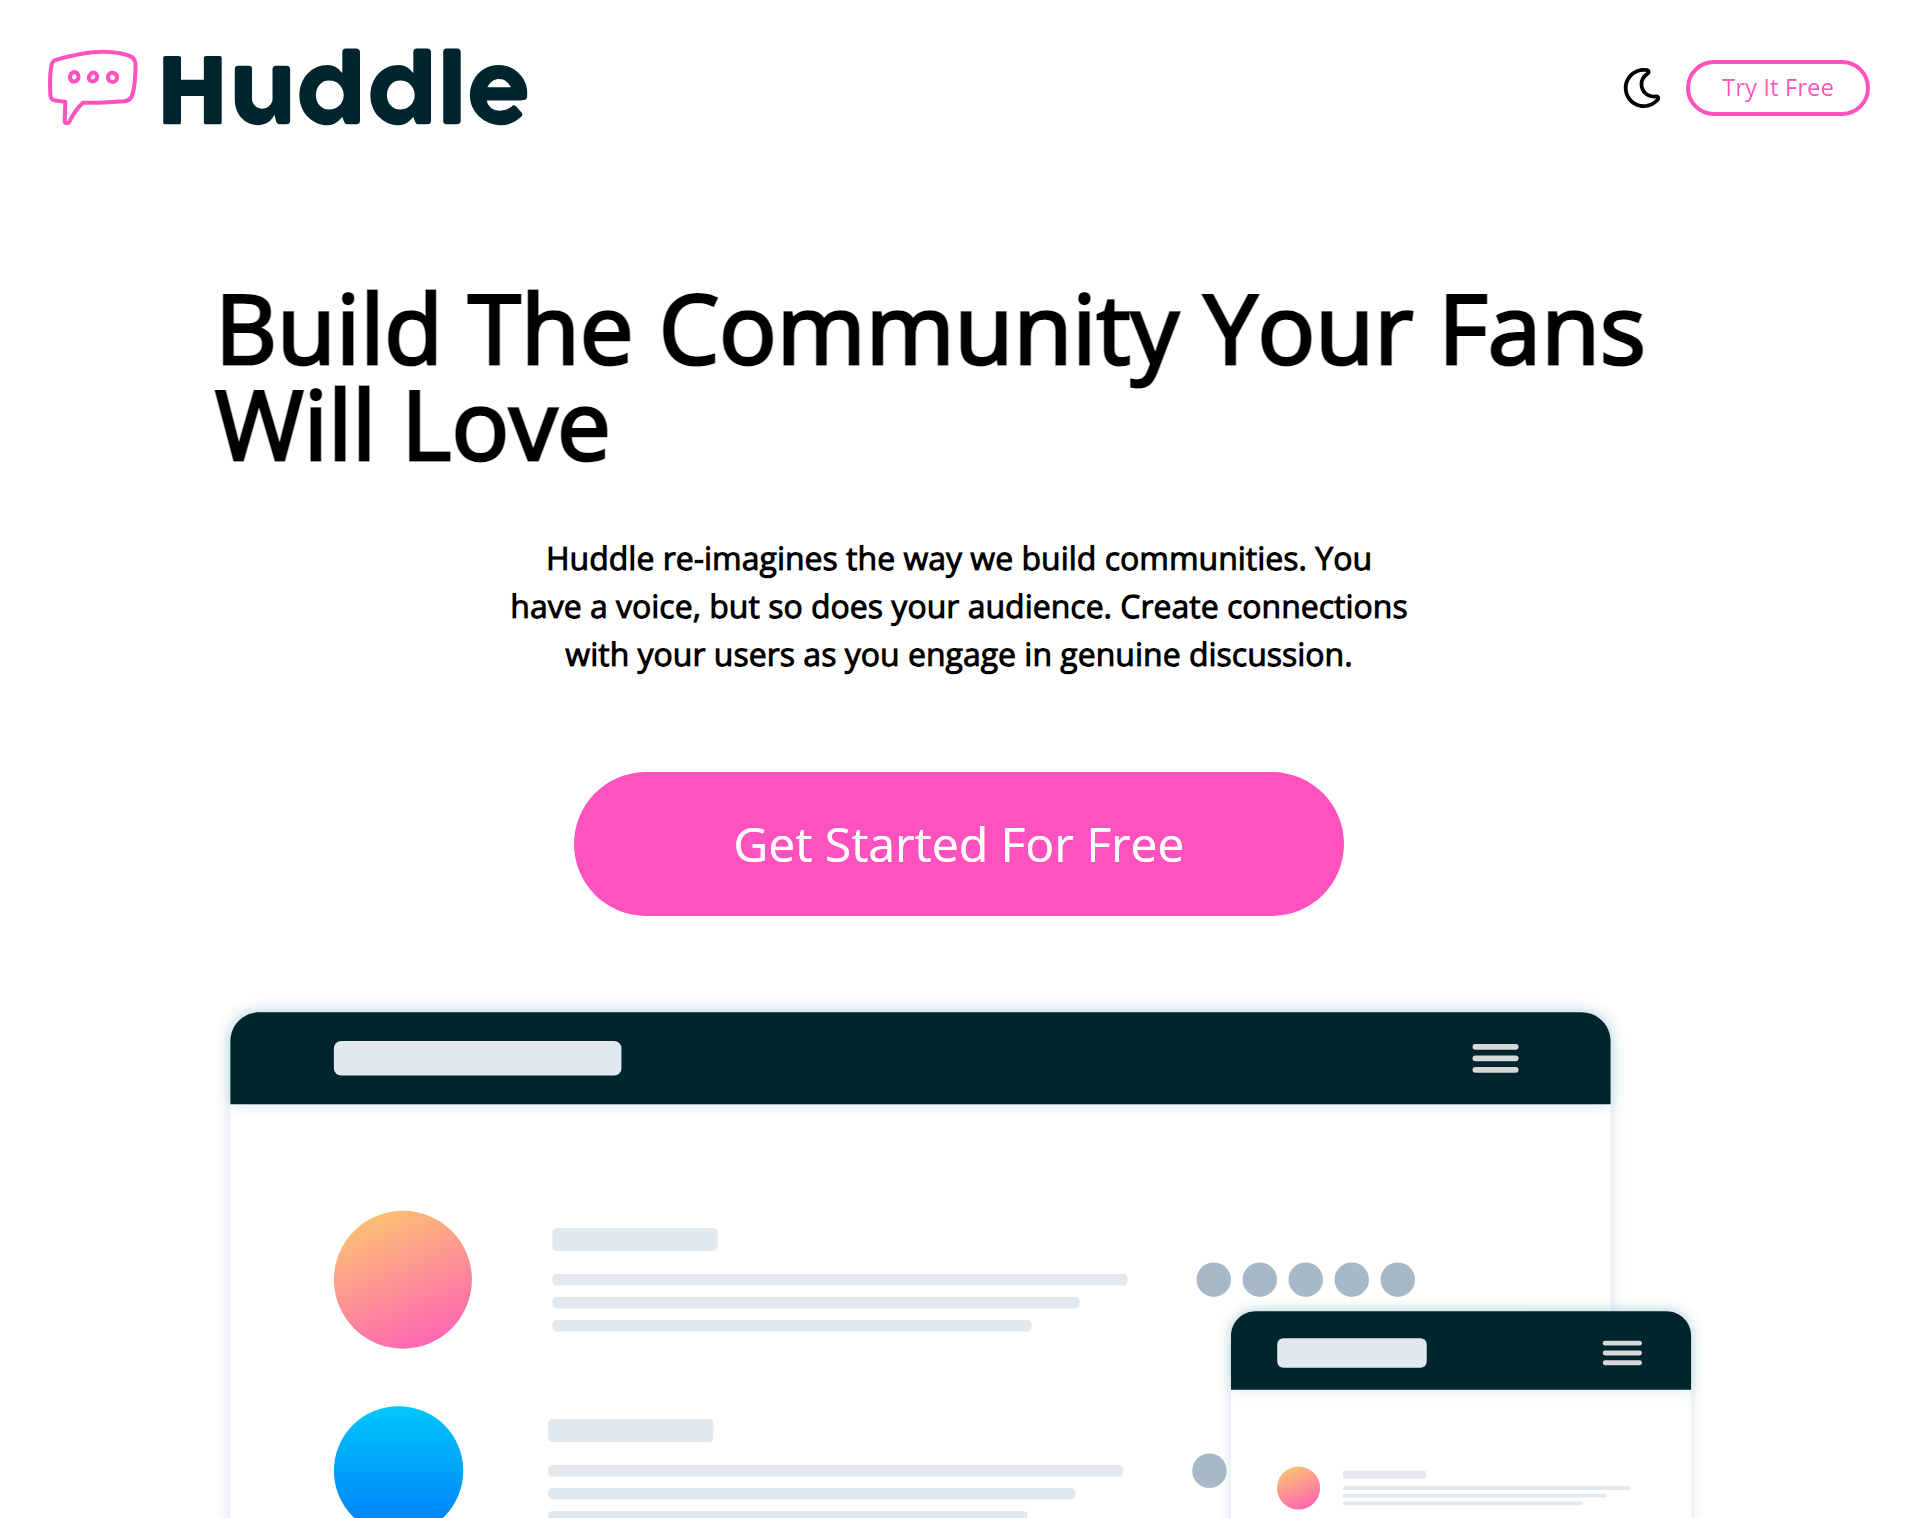 Huddle
Try It Free
Build The Community Your Fans
Will Love
Huddle re-imagines the way we build communities. You
have a voice, but so does your audience. Create connections
with your users as you engage in genuine discussion.
Get Started For Free